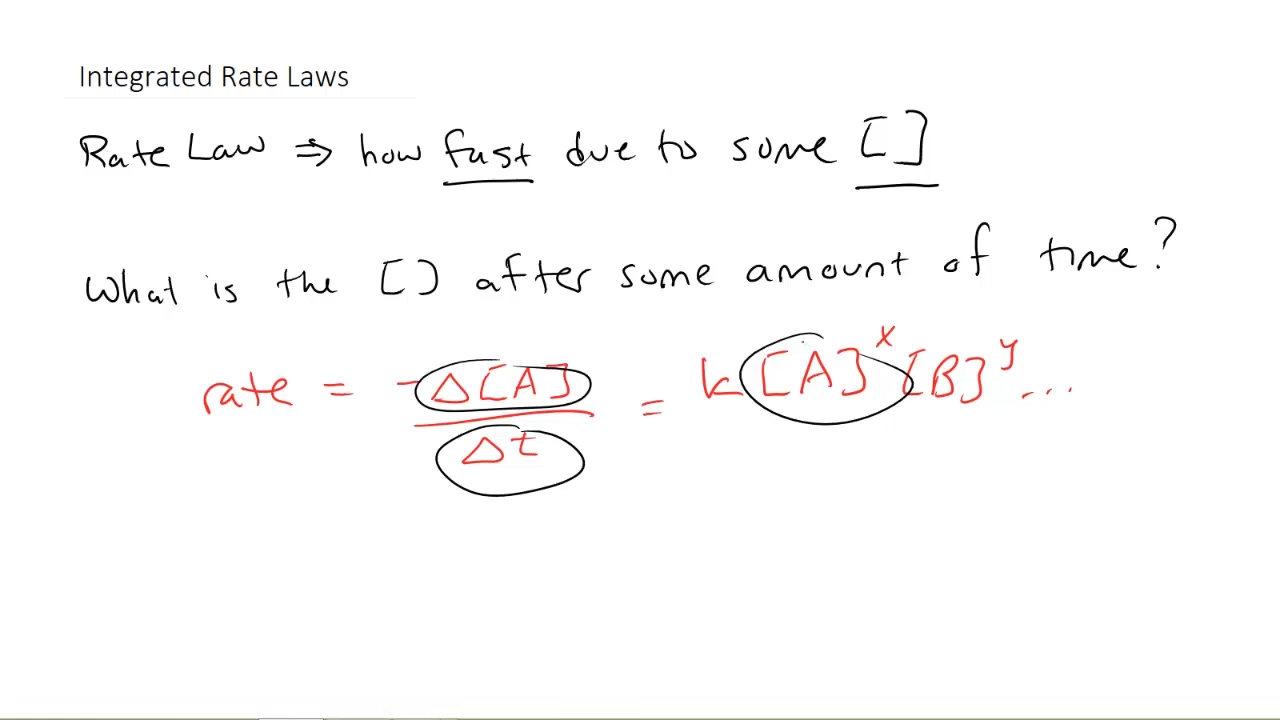 Integrated Rate Laws
Rate Law ⇒ how fast due to some []
What is the [] after some amount of time?
rate = -Δ[A]/Δt = k[A]^x [B]^y ...